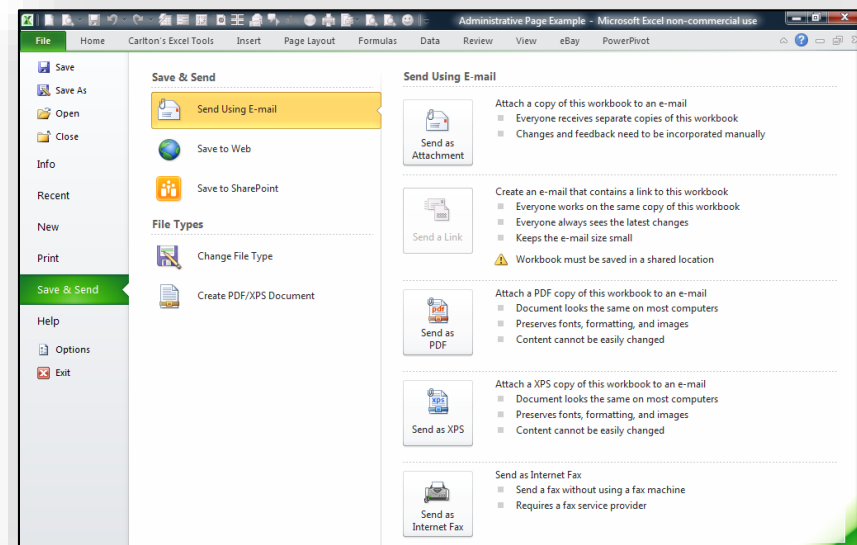 Administrative Page Example - Microsoft Excel non-commercial use
File Home Carlton's Excel Tools Insert Page Layout Formulas Data Review View eBay PowerPivot
Save
Save As
Open
Close
Info
Recent
New
Print
Save & Send
Help
Options
Exit
Save & Send
Send Using E-mail
Save to Web
Save to SharePoint
File Types
Change File Type
Create PDF/XPS Document
Send Using E-mail
Send as
Attachment
Attach a copy of this workbook to an e-mail
Everyone receives separate copies of this workbook
Changes and feedback need to be incorporated manually
Send a Link
Create an e-mail that contains a link to this workbook
Everyone works on the same copy of this workbook
Everyone always sees the latest changes
Keeps the e-mail size small
Workbook must be saved in a shared location
pdf
Send as
PDF
Attach a PDF copy of this workbook to an e-mail
Document looks the same on most computers
Preserves fonts, formatting, and images
Content cannot be easily changed
xps
Send as XPS
Attach a XPS copy of this workbook to an e-mail
Document looks the same on most computers
Preserves fonts, formatting, and images
Content cannot be easily changed
Send as
Internet Fax
Send as Internet Fax
Send a fax without using a fax machine
Requires a fax service provider